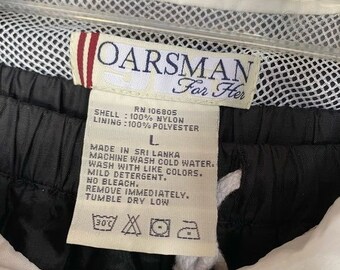 OARSMAN
For Her
RN 106805
SHELL : 100% NYLON
LINING : 100% POLYESTER
L
MADE IN SRI LANKA
MACHINE WASH COLD WATER.
WASH WITH LIKE COLORS.
MILD DETERGENT.
NO BLEACH.
REMOVE IMMEDIATELY.
TUMBLE DRY LOW
30°C